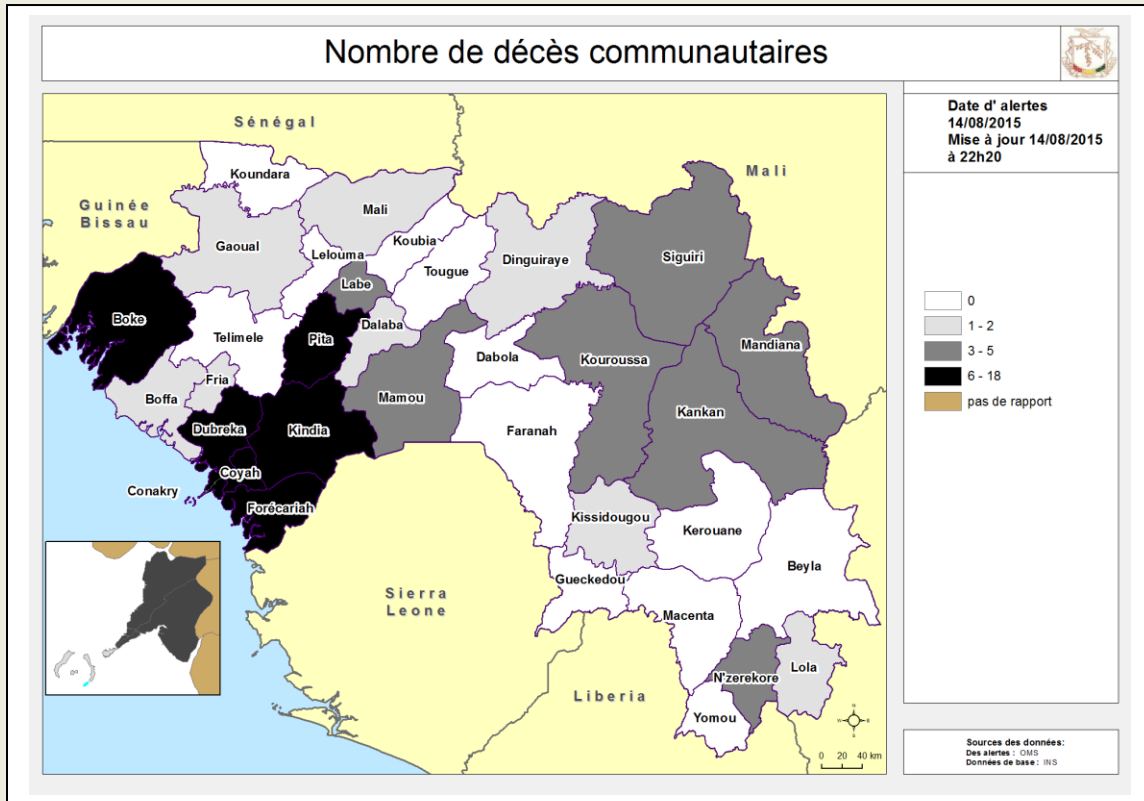 Nombre de décès communautaires
Date d' alertes
14/08/2015
Mise à jour 14/08/2015
à 22h20
0
1 - 2
3 - 5
6 - 18
pas de rapport
Sénégal
Mali
Guinée
Bissau
Koundara
Mali
Gaoual
Koubia
Lelouma
Tougue
Dinguiraye
Siguiri
Labe
Boke
Telimele
Pita
Dalaba
Mandiana
Dabola
Kouroussa
Fria
Boffa
Mamou
Kankan
Dubreka
Kindia
Faranah
Coyah
Conakry
Forécariah
Kissidougou
Kerouane
Beyla
Gueckedou
Sierra
Leone
Macenta
Lola
N'zerekore
Liberia
Yomou
N
W
E
S
0 20 40 km
Sources des données:
Des alertes : OMS
Données de base : INS